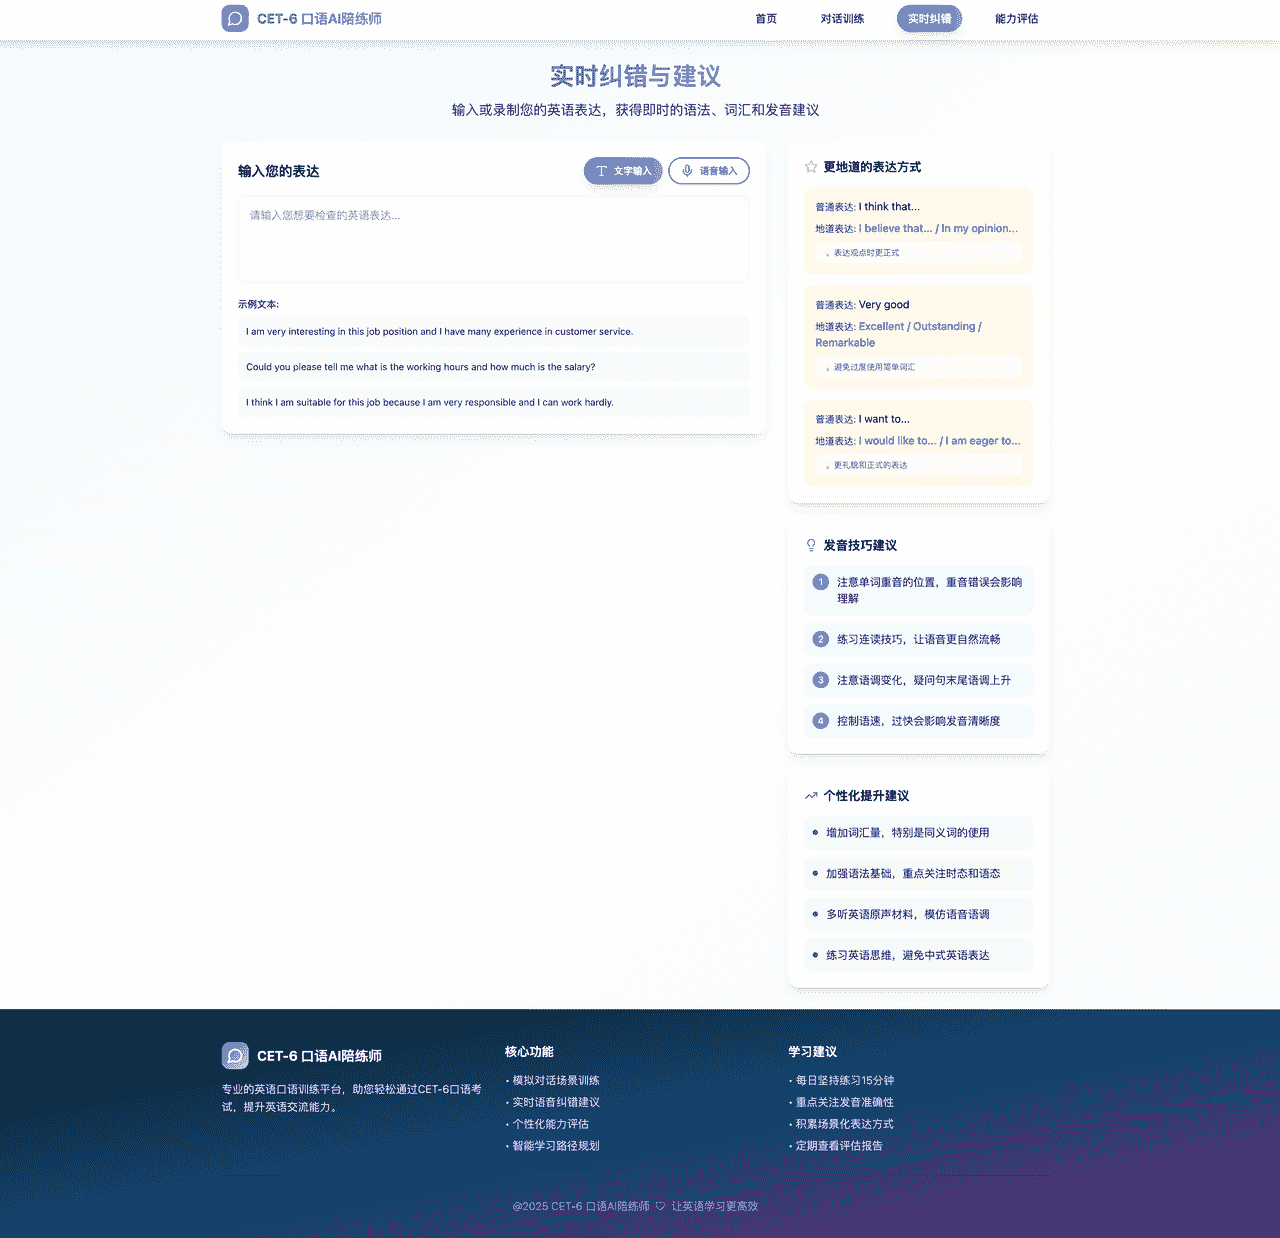 CET-6 口语AI陪练师
首页
对话训练
实时纠错
能力评估
实时纠错与建议
输入或录制您的英语表达，获得即时的语法、词汇和发音建议
输入您的表达
文字输入
语音输入
请输入您想要检查的英语表达...
示例文本:
I am very interesting in this job position and I have many experience in customer service.
Could you please tell me what is the working hours and how much is the salary?
I think I am suitable for this job because I am very responsible and I can work hardly.
更地道的表达方式
普通表达: I think that...
地道表达: I believe that... / In my opinion...
。表达观点时更正式
普通表达: Very good
地道表达: Excellent / Outstanding /
Remarkable
。避免过度使用简单词汇
普通表达: I want to...
地道表达: I would like to... / I am eager to...
。更礼貌和正式的表达
发音技巧建议
1 注意单词重音的位置，重音错误会影响
理解
2 练习连读技巧，让语音更自然流畅
3 注意语调变化，疑问句末尾语调上升
4 控制语速，过快会影响发音清晰度
个性化提升建议
增加词汇量，特别是同义词的使用
加强语法基础，重点关注时态和语态
多听英语原声材料，模仿语音语调
练习英语思维，避免中式英语表达
CET-6 口语AI陪练师
专业的英语口语训练平台，助您轻松通过CET-6口语考
试，提升英语交流能力。
核心功能
• 模拟对话场景训练
• 实时语音纠错建议
• 个性化能力评估
• 智能学习路径规划
学习建议
• 每日坚持练习15分钟
• 重点关注发音准确性
• 积累场景化表达方式
• 定期查看评估报告
@2025 CET-6 口语AI陪练师 ♡ 让英语学习更高效